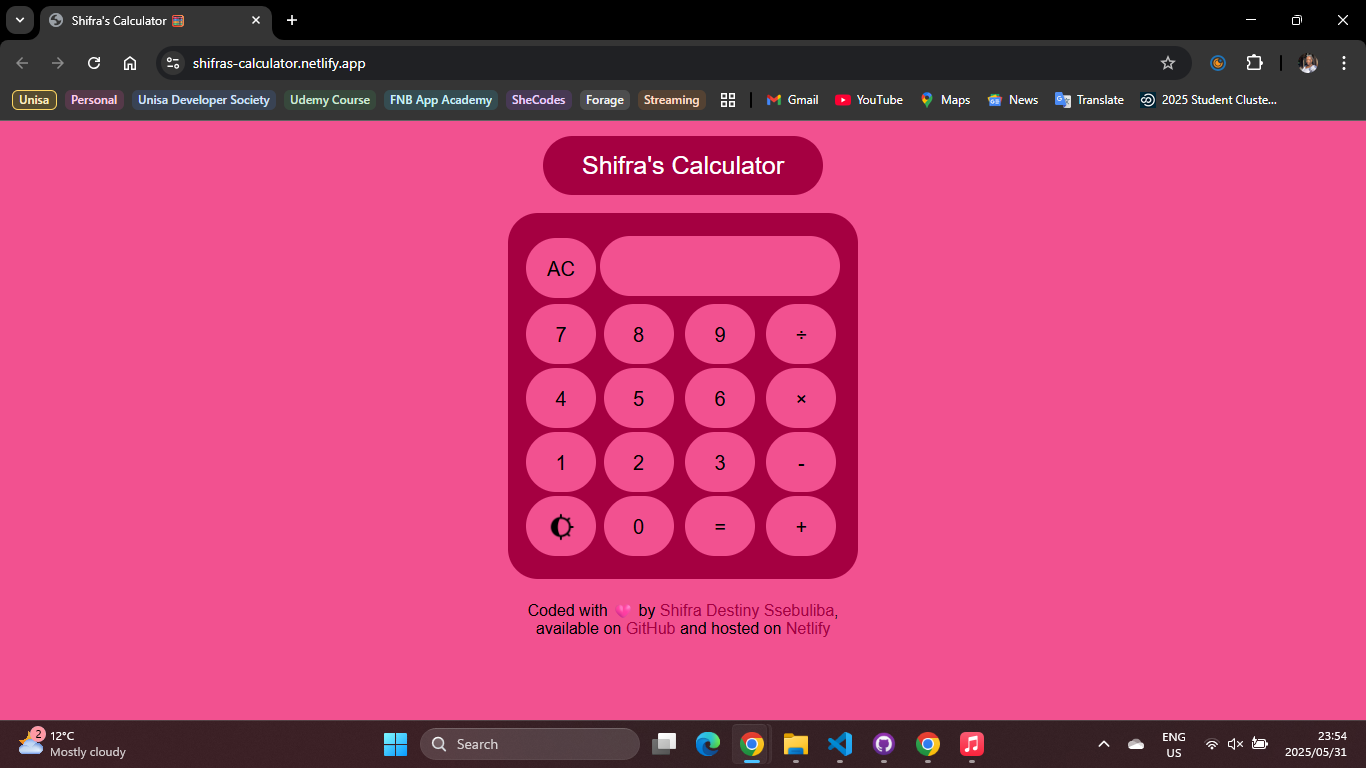 Shifra's Calculator 🧮
shifras-calculator.netlify.app
Unisa Personal Unisa Developer Society Udemy Course FNB App Academy SheCodes Forage Streaming Gmail YouTube Maps News Translate 2025 Student Cluste...
Shifra's Calculator
AC
7 8 9 ÷
4 5 6 ×
1 2 3 -
0 = +
Coded with 💗 by Shifra Destiny Ssebuliba,
available on GitHub and hosted on Netlify
2 12°C
Mostly cloudy
Search
ENG
US
23:54
2025/05/31